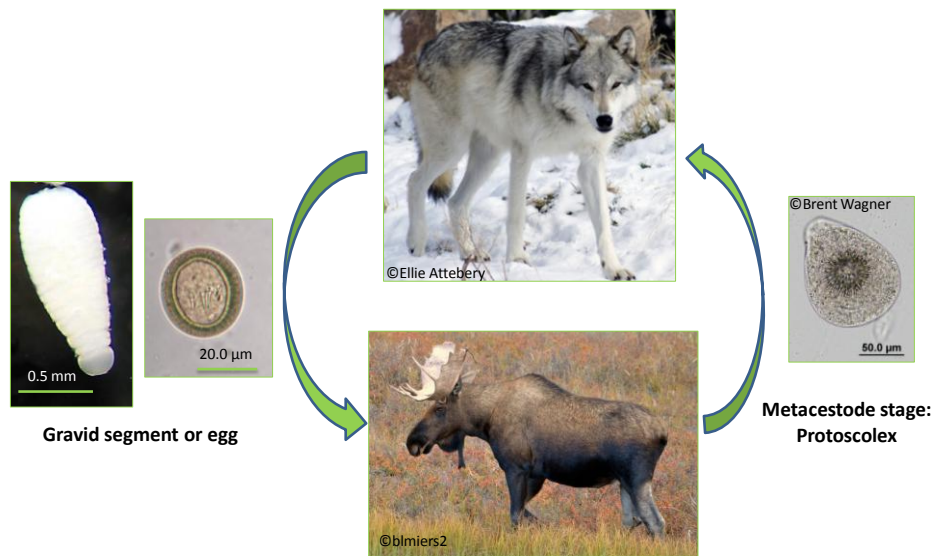 ©Ellie Attebery
©Brent Wagner
0.5 mm
20.0 µm
50.0 µm
Gravid segment or egg
Metacestode stage:
Protoscolex
©blmiers2